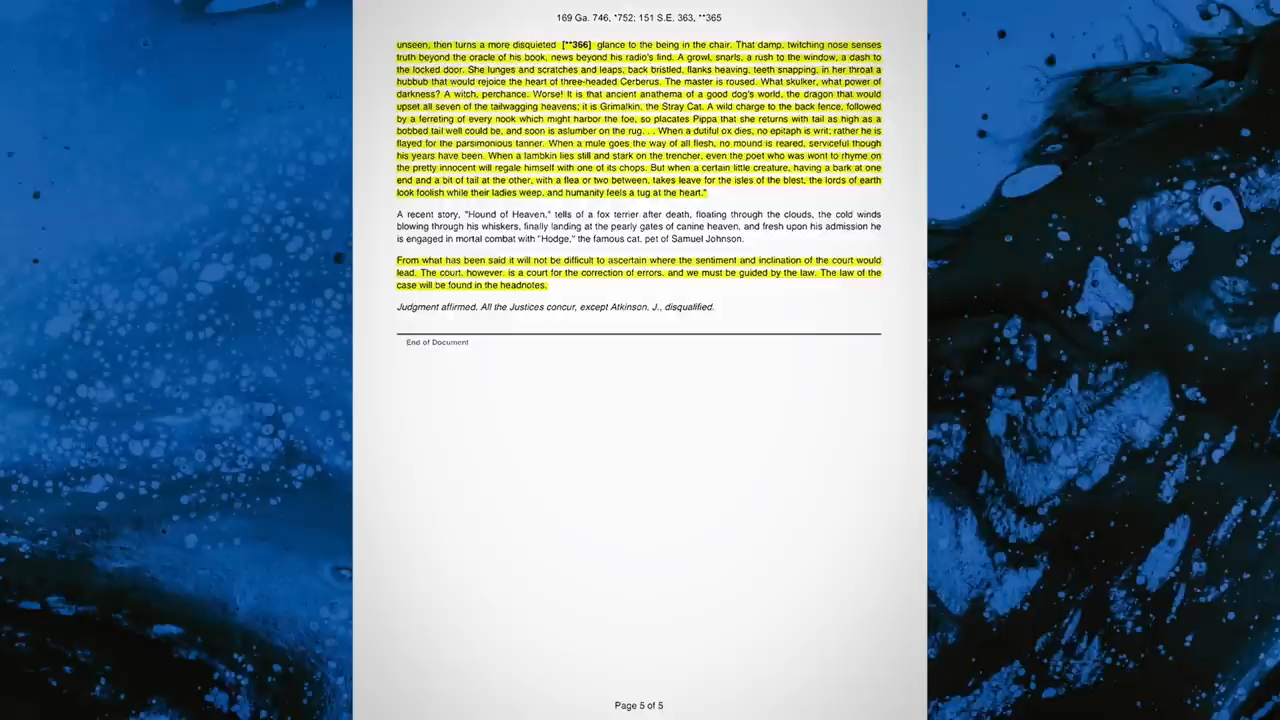 169 Ga. 746, *752; 151 S.E. 363, **365
unseen, then turns a more disquieted [**366] glance to the being in the chair. That damp, twitching nose senses
truth beyond the oracle of his book, news beyond his radio's find. A growl, snarls, a rush to the window, a dash to
the locked door. She lunges and scratches and leaps, back bristled, flanks heaving, teeth snapping, in her throat a
hubbub that would rejoice the heart of three-headed Cerberus. The master is roused. What skulker, what power of
darkness? A witch, perchance. Worse! It is that ancient anathema of a good dog's world, the dragon that would
upset all seven of the tailwagging heavens; it is Grimalkin, the Stray Cat. A wild charge to the back fence, followed
by a ferreting of every nook which might harbor the foe, so placates Pippa that she returns with tail as high as a
bobbed tail well could be, and soon is aslumber on the rug. . . When a dutiful ox dies, no epitaph is writ; rather he is
flayed for the parsimonious tanner. When a mule goes the way of all flesh, no mound is reared, serviceful though
his years have been. When a lambkin lies still and stark on the trencher, even the poet who was wont to rhyme on
the pretty innocent will regale himself with one of its chops. But when a certain little creature, having a bark at one
end and a bit of tail at the other, with a flea or two between, takes leave for the isles of the blest, the lords of earth
look foolish while their ladies weep, and humanity feels a tug at the heart."
A recent story, "Hound of Heaven," tells of a fox terrier after death, floating through the clouds, the cold winds
blowing through his whiskers, finally landing at the pearly gates of canine heaven, and fresh upon his admission he
is engaged in mortal combat with "Hodge," the famous cat, pet of Samuel Johnson.
From what has been said it will not be difficult to ascertain where the sentiment and inclination of the court would
lead. The court, however, is a court for the correction of errors, and we must be guided by the law. The law of the
case will be found in the headnotes.
Judgment affirmed. All the Justices concur, except Atkinson, J., disqualified.
End of Document
Page 5 of 5